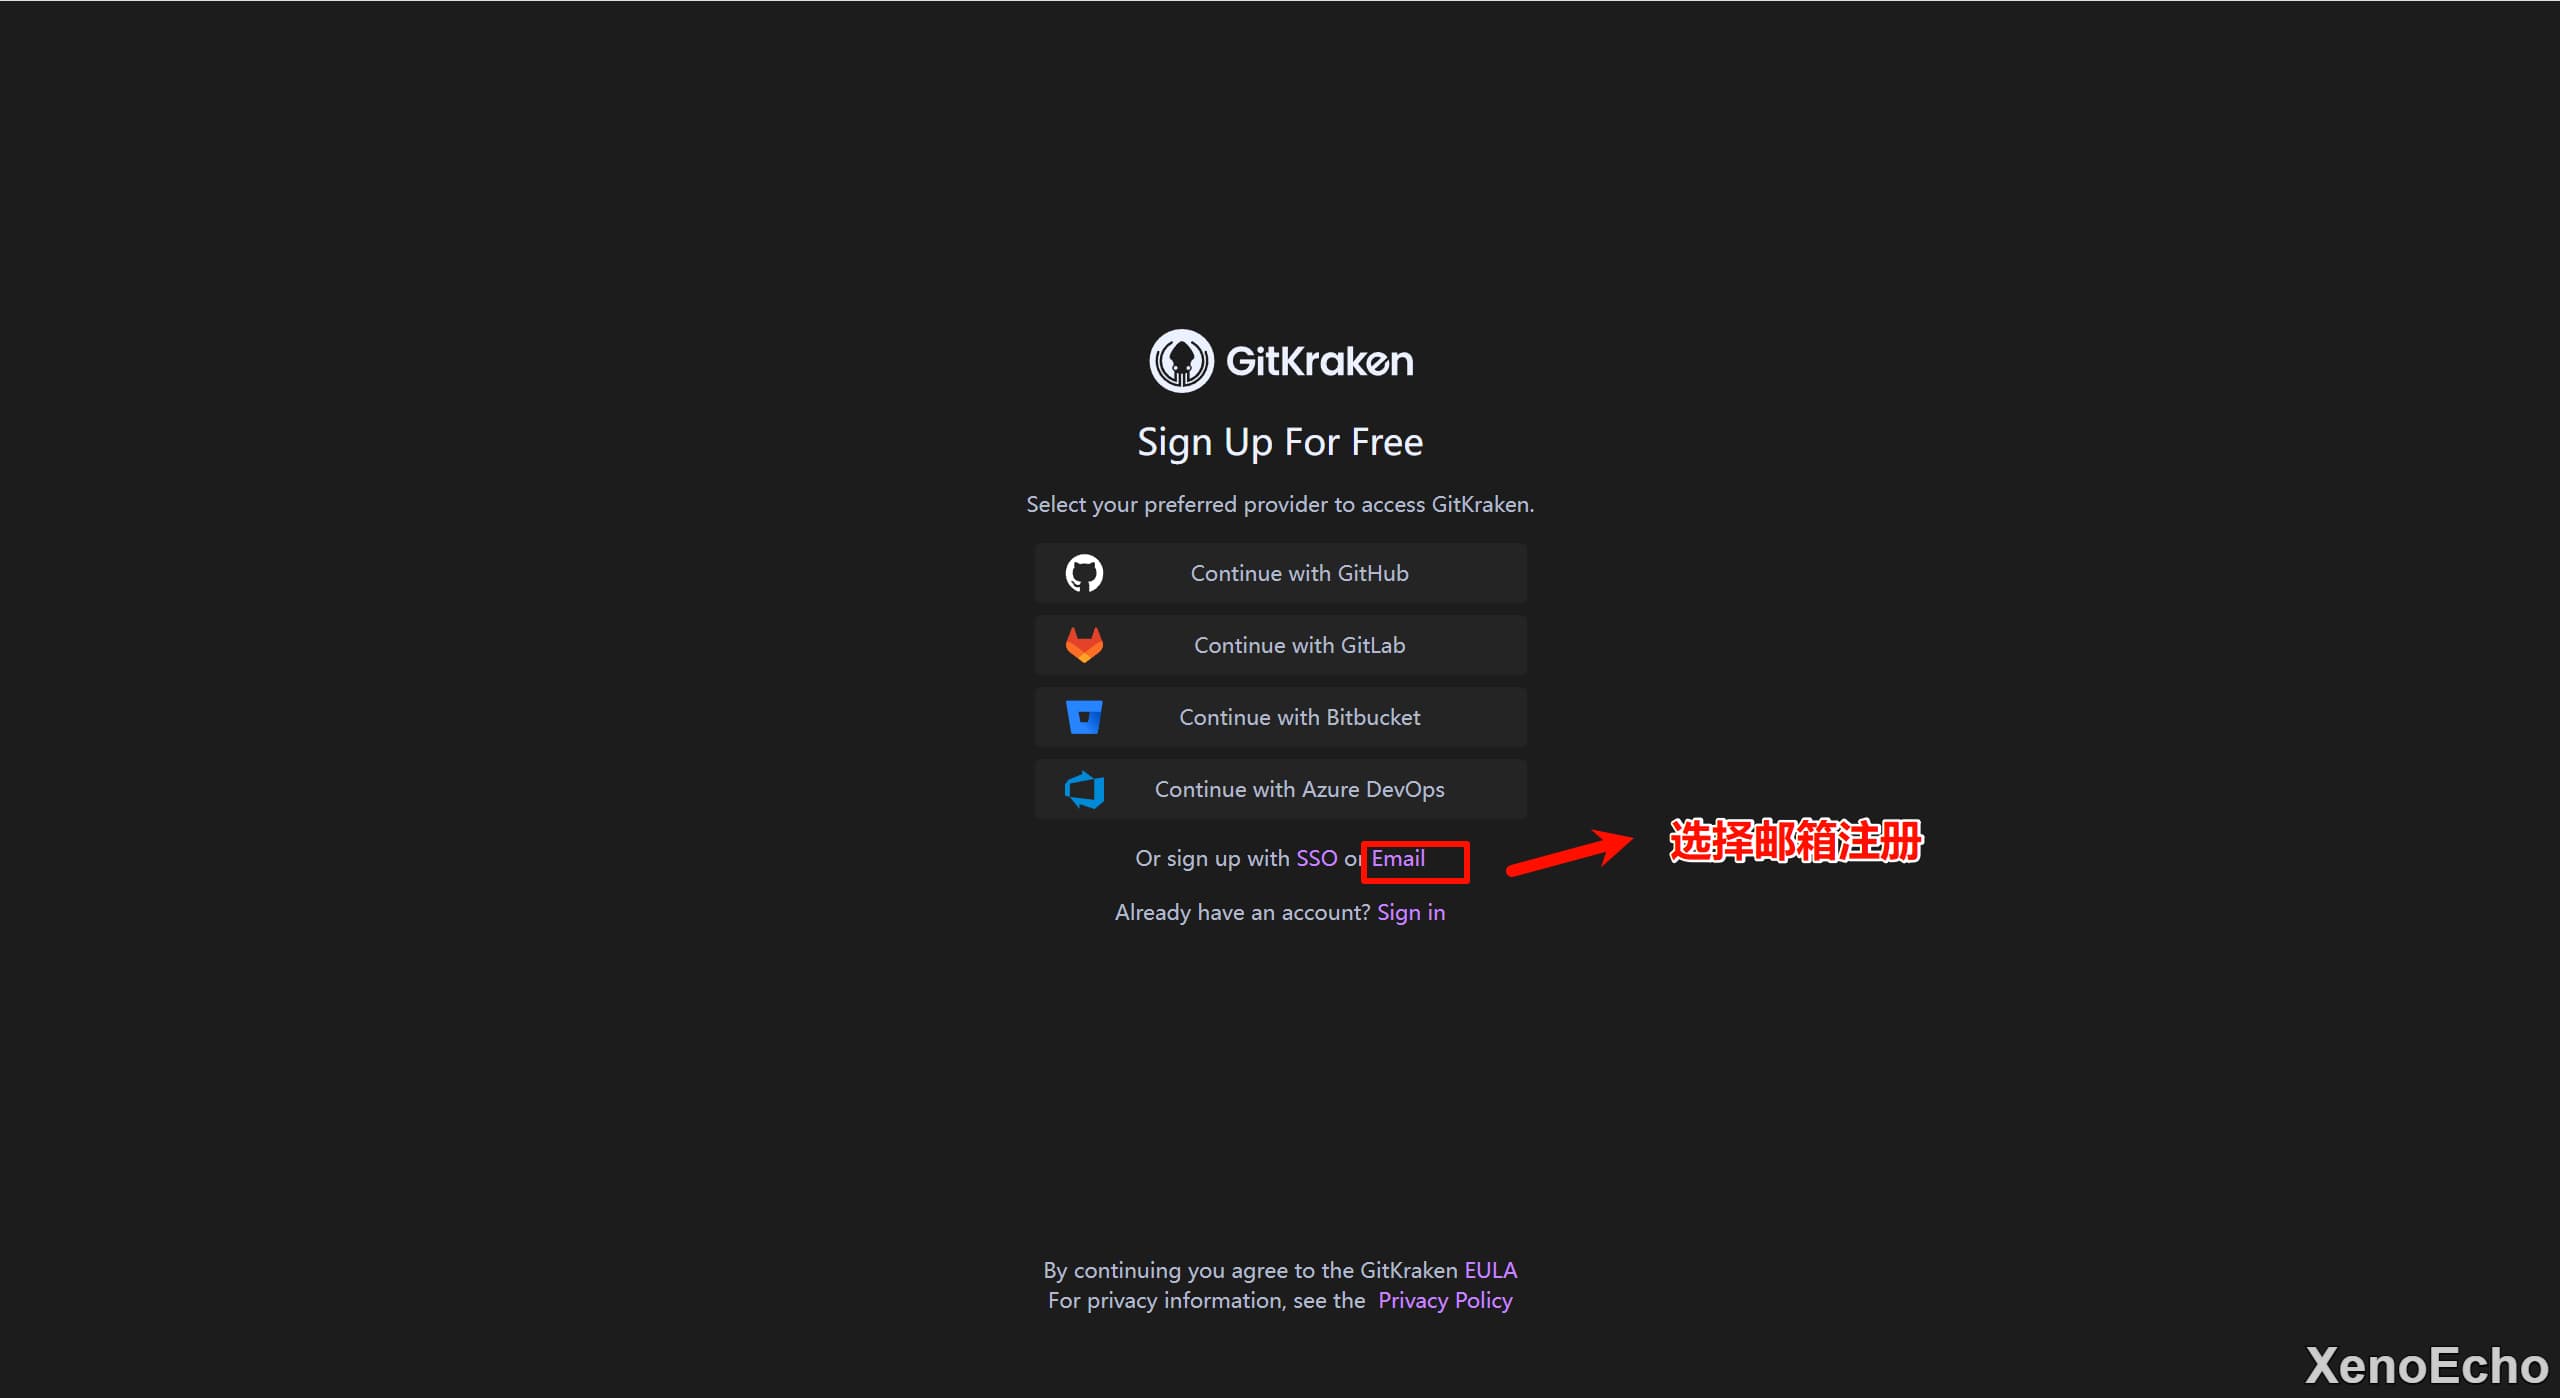 GitKraken
Sign Up For Free
Select your preferred provider to access GitKraken.
Continue with GitHub
Continue with GitLab
Continue with Bitbucket
Continue with Azure DevOps
Or sign up with SSO or Email
选择邮箱注册
Already have an account? Sign in
By continuing you agree to the GitKraken EULA
For privacy information, see the Privacy Policy
XenoEcho